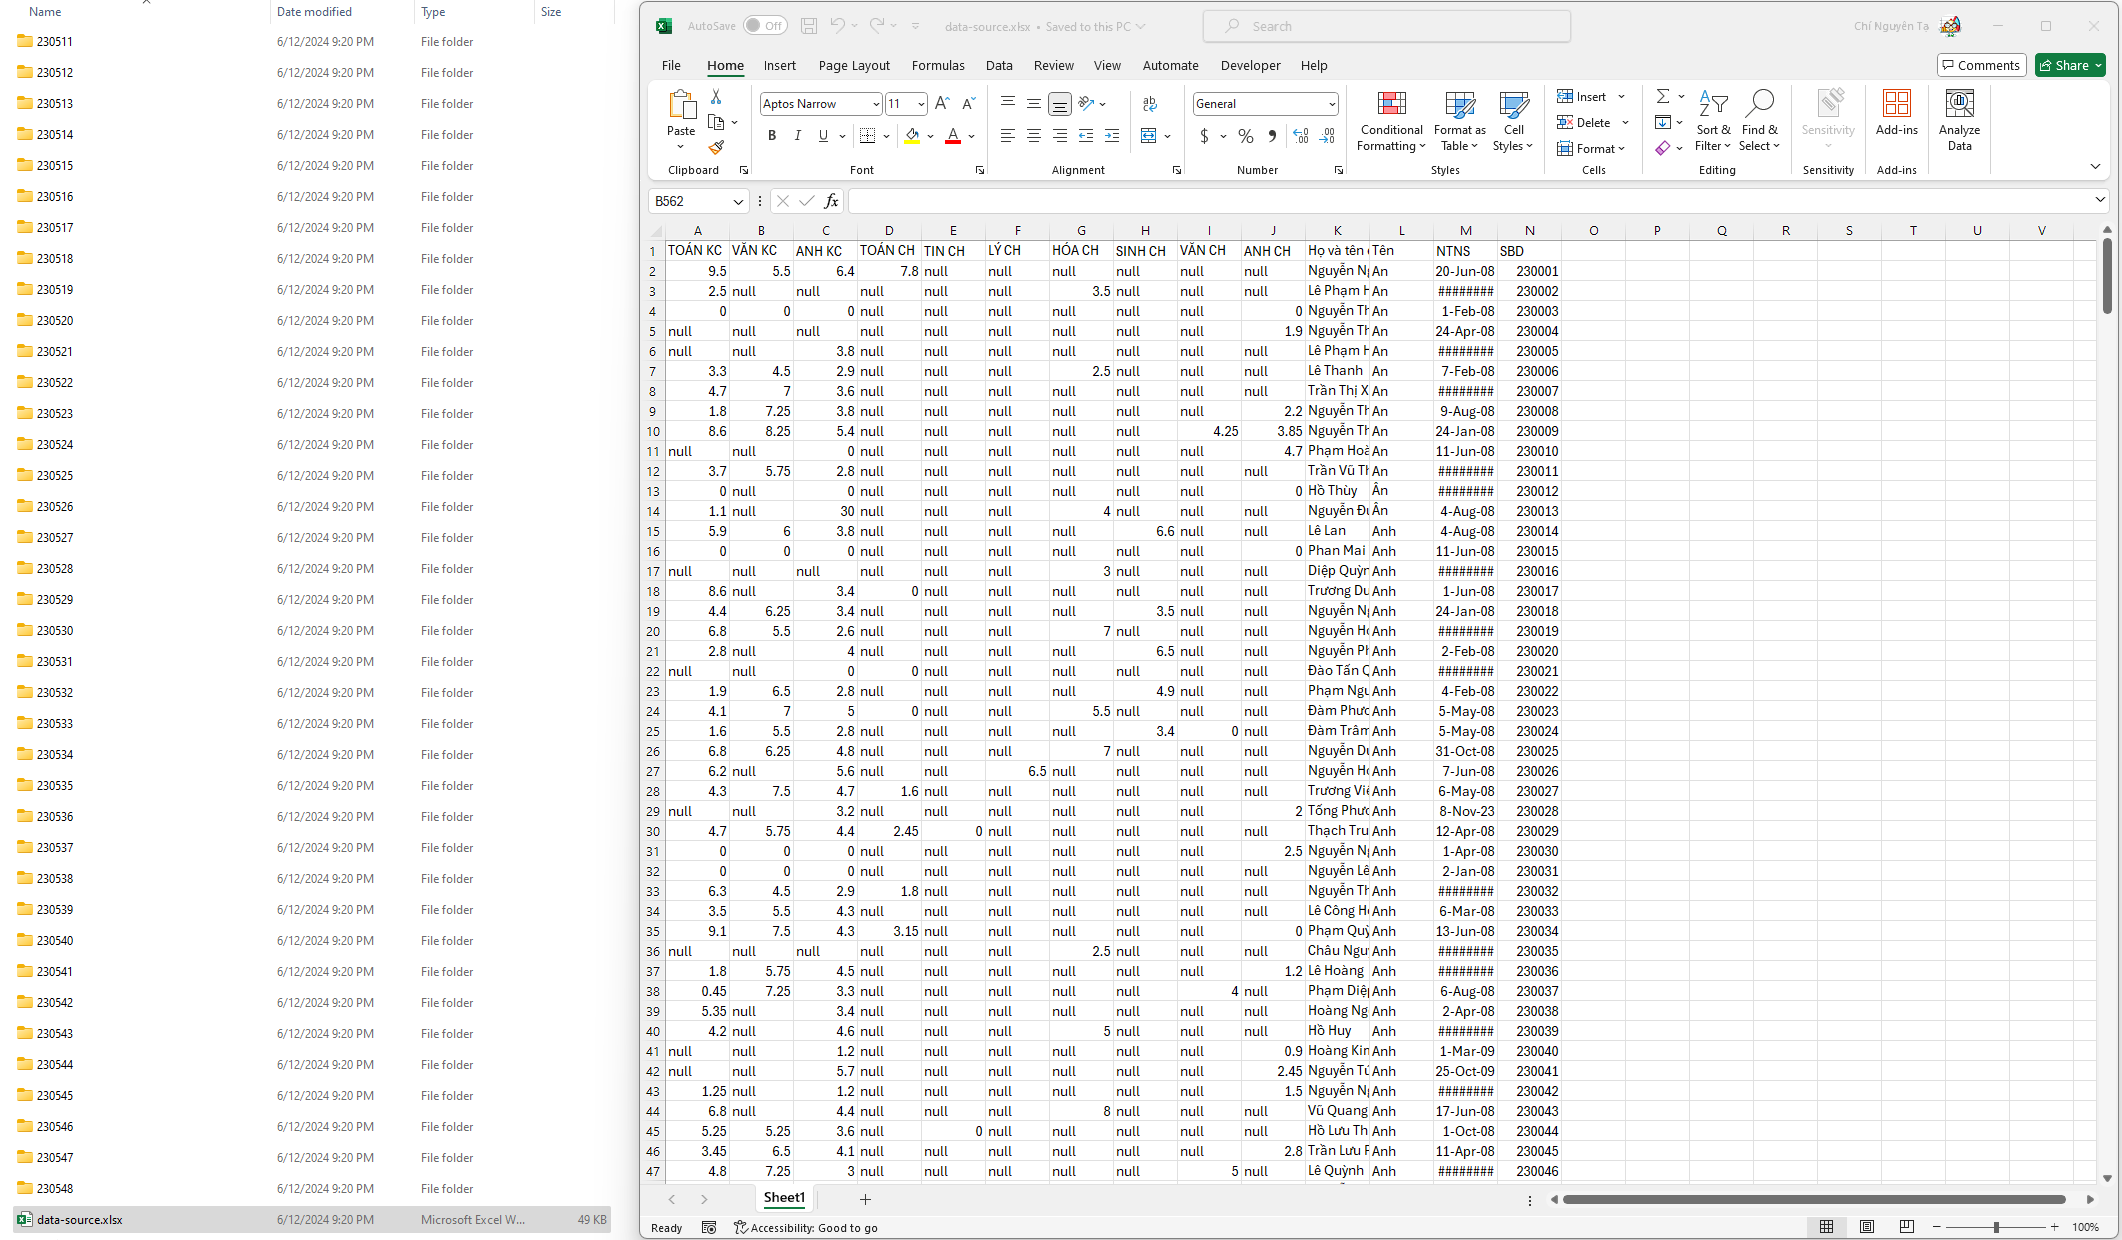 Name Date modified Type Size
230511 6/12/2024 9:20 PM File folder
230512 6/12/2024 9:20 PM File folder
230513 6/12/2024 9:20 PM File folder
230514 6/12/2024 9:20 PM File folder
230515 6/12/2024 9:20 PM File folder
230516 6/12/2024 9:20 PM File folder
230517 6/12/2024 9:20 PM File folder
230518 6/12/2024 9:20 PM File folder
230519 6/12/2024 9:20 PM File folder
230520 6/12/2024 9:20 PM File folder
230521 6/12/2024 9:20 PM File folder
230522 6/12/2024 9:20 PM File folder
230523 6/12/2024 9:20 PM File folder
230524 6/12/2024 9:20 PM File folder
230525 6/12/2024 9:20 PM File folder
230526 6/12/2024 9:20 PM File folder
230527 6/12/2024 9:20 PM File folder
230528 6/12/2024 9:20 PM File folder
230529 6/12/2024 9:20 PM File folder
230530 6/12/2024 9:20 PM File folder
230531 6/12/2024 9:20 PM File folder
230532 6/12/2024 9:20 PM File folder
230533 6/12/2024 9:20 PM File folder
230534 6/12/2024 9:20 PM File folder
230535 6/12/2024 9:20 PM File folder
230536 6/12/2024 9:20 PM File folder
230537 6/12/2024 9:20 PM File folder
230538 6/12/2024 9:20 PM File folder
230539 6/12/2024 9:20 PM File folder
230540 6/12/2024 9:20 PM File folder
230541 6/12/2024 9:20 PM File folder
230542 6/12/2024 9:20 PM File folder
230543 6/12/2024 9:20 PM File folder
230544 6/12/2024 9:20 PM File folder
230545 6/12/2024 9:20 PM File folder
230546 6/12/2024 9:20 PM File folder
230547 6/12/2024 9:20 PM File folder
230548 6/12/2024 9:20 PM File folder
data-source.xlsx 6/12/2024 9:20 PM Microsoft Excel W... 49 KB
AutoSave Off data-source.xlsx • Saved to this PC Search Chí Nguyên Tạ
File Home Insert Page Layout Formulas Data Review View Automate Developer Help Comments Share
Paste Aptos Narrow 11 General Conditional Formatting Format as Table Cell Styles Insert Delete Format Sort & Filter Find & Select Sensitivity Add-ins Analyze Data
Clipboard Font Alignment Number Styles Cells Editing Sensitivity Add-ins
B562 fx
A B C D E F G H I J K L M N O P Q R S T U V
1 TOÁN KC VĂN KC ANH KC TOÁN CH TIN CH LÝ CH HÓA CH SINH CH VĂN CH ANH CH Họ và tên Tên NTNS SBD
2 9.5 5.5 6.4 7.8 null null null null null null Nguyễn An 20-Jun-08 230001
3 2.5 null null null null null 3.5 null null null Lê Phạm An ######## 230002
4 0 0 0 null null null null null null 0 Nguyễn An 1-Feb-08 230003
5 null null null null null null null null null 1.9 Nguyễn An 24-Apr-08 230004
6 null null 3.8 null null null null null null null Lê Phạm An ######## 230005
7 3.3 4.5 2.9 null null null 2.5 null null null Lê Thanh An 7-Feb-08 230006
8 4.7 7 3.6 null null null null null null null Trần Thị X An ######## 230007
9 1.8 7.25 3.8 null null null null null null 2.2 Nguyễn An 9-Aug-08 230008
10 8.6 8.25 5.4 null null null null null 4.25 3.85 Nguyễn An 24-Jan-08 230009
11 null null 0 null null null null null null 4.7 Phạm Hoà An 11-Jun-08 230010
12 3.7 5.75 2.8 null null null null null null null Trần Vũ An ######## 230011
13 0 null 0 null null null null null null 0 Hồ Thùy Ân ######## 230012
14 1.1 null 30 null null null 4 null null null Nguyễn Ân 4-Aug-08 230013
15 5.9 6 3.8 null null null null 6.6 null null Lê Lan Anh 4-Aug-08 230014
16 0 0 0 null null null null null null 0 Phan Mai Anh 11-Jun-08 230015
17 null null null null null null 3 null null null Diệp Quỳn Anh ######## 230016
18 8.6 null 3.4 0 null null null null null null Trương Du Anh 1-Jun-08 230017
19 4.4 6.25 3.4 null null null null 3.5 null null Nguyễn Anh 24-Jan-08 230018
20 6.8 5.5 2.6 null null null 7 null null null Nguyễn Anh ######## 230019
21 2.8 null 4 null null null null 6.5 null null Nguyễn Anh 2-Feb-08 230020
22 null null 0 0 null null null null null null Đào Tấn Anh ######## 230021
23 1.9 6.5 2.8 null null null null 4.9 null null Phạm Ngu Anh 4-Feb-08 230022
24 4.1 7 5 0 null null 5.5 null null null Đàm Phươ Anh 5-May-08 230023
25 1.6 5.5 2.8 null null null null 3.4 0 null Đàm Trâm Anh 5-May-08 230024
26 6.8 6.25 4.8 null null null 7 null null null Nguyễn Anh 31-Oct-08 230025
27 6.2 null 5.6 null null 6.5 null null null null Nguyễn Anh 7-Jun-08 230026
28 4.3 7.5 4.7 1.6 null null null null null null Trương Anh 6-May-08 230027
29 null null 3.2 null null null null null null 2 Tống Phươ Anh 8-Nov-23 230028
30 4.7 5.75 4.4 2.45 0 null null null null null Thạch Tru Anh 12-Apr-08 230029
31 0 0 0 null null null null null null 2.5 Nguyễn Anh 1-Apr-08 230030
32 0 0 0 null null null null null null null Nguyễn Lê Anh 2-Jan-08 230031
33 6.3 4.5 2.9 1.8 null null null null null null Nguyễn Anh ######## 230032
34 3.5 5.5 4.3 null null null null null null null Lê Công Anh 6-Mar-08 230033
35 9.1 7.5 4.3 3.15 null null null null null 0 Phạm Quỳ Anh 13-Jun-08 230034
36 null null null null null null 2.5 null null null Châu Ngu Anh ######## 230035
37 1.8 5.75 4.5 null null null null null null 1.2 Lê Hoàng Anh ######## 230036
38 0.45 7.25 3.3 null null null null null 4 null Phạm Diệ Anh 6-Aug-08 230037
39 5.35 null 3.4 null null null null null null null Hoàng Ng Anh 2-Apr-08 230038
40 4.2 null 4.6 null null null 5 null null null Hồ Huy Anh ######## 230039
41 null null 1.2 null null null null null null 0.9 Hoàng Kin Anh 1-Mar-09 230040
42 null null 5.7 null null null null null null 2.45 Nguyễn Anh 25-Oct-09 230041
43 1.25 null 1.2 null null null null null null 1.5 Nguyễn Anh ######## 230042
44 6.8 null 4.4 null null null 8 null null null Vũ Quang Anh 17-Jun-08 230043
45 5.25 5.25 3.6 null 0 null null null null null Hồ Lưu Th Anh 1-Oct-08 230044
46 3.45 6.5 4.1 null null null null null null 2.8 Trần Lưu Anh 11-Apr-08 230045
47 4.8 7.25 3 null null null null null 5 null Lê Quỳnh Anh ######## 230046
Sheet1
Ready Accessibility: Good to go 100%